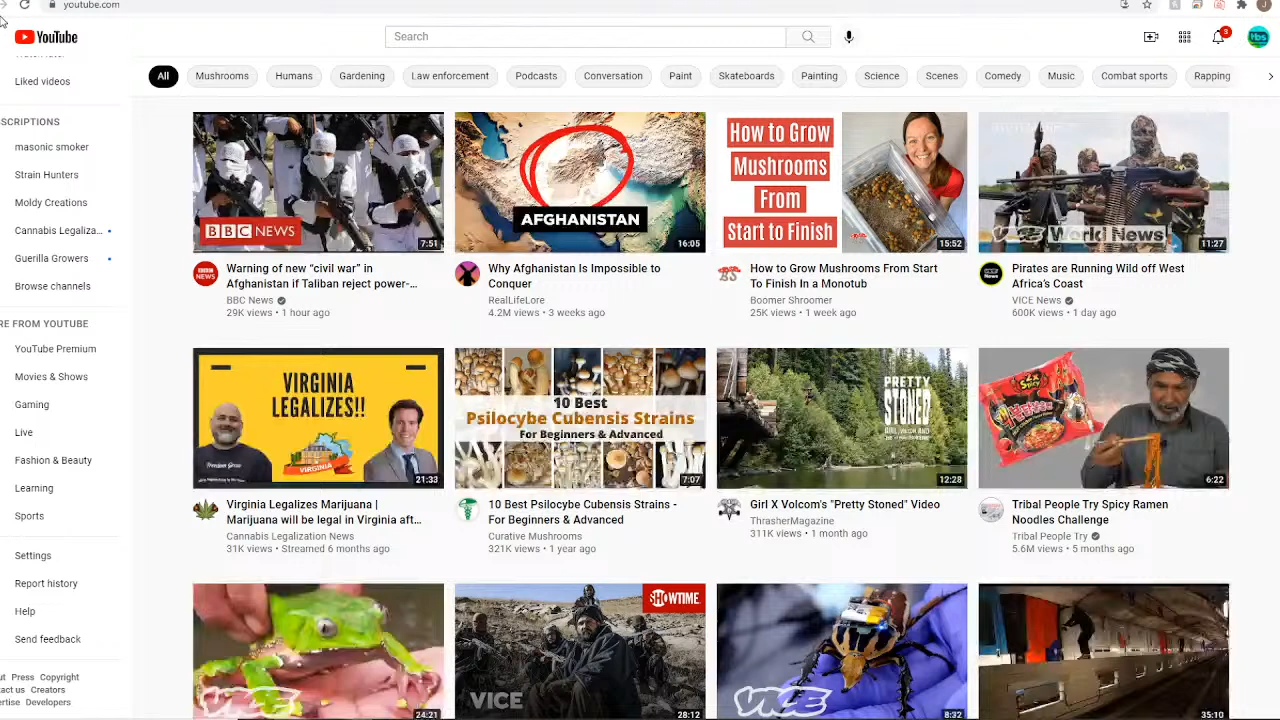 youtube.com
YouTube
Search
3
hbs
J
All
Mushrooms
Humans
Gardening
Law enforcement
Podcasts
Conversation
Paint
Skateboards
Painting
Science
Scenes
Comedy
Music
Combat sports
Rapping
Liked videos
SCRIPTIONS
masonic smoker
Strain Hunters
Moldy Creations
Cannabis Legaliza...
Guerilla Growers
Browse channels
RE FROM YOUTUBE
YouTube Premium
Movies & Shows
Gaming
Live
Fashion & Beauty
Learning
Sports
Settings
Report history
Help
Send feedback
ut Press Copyright
tact us Creators
ertise Developers
BBC NEWS
7:51
Warning of new “civil war” in
Afghanistan if Taliban reject power-...
BBC News
29K views • 1 hour ago
AFGHANISTAN
16:05
Why Afghanistan Is Impossible to
Conquer
RealLifeLore
4.2M views • 3 weeks ago
How to Grow
Mushrooms
From
Start to Finish
15:52
How to Grow Mushrooms From Start
To Finish In a Monotub
Boomer Shroomer
25K views • 1 week ago
VICE World News
11:27
Pirates are Running Wild off West
Africa's Coast
VICE News
600K views • 1 day ago
VIRGINIA
LEGALIZES!!
VIRGINIA
21:33
Virginia Legalizes Marijuana |
Marijuana will be legal in Virginia aft...
Cannabis Legalization News
31K views • Streamed 6 months ago
10 Best
Psilocybe Cubensis Strains
For Beginners & Advanced
7:07
10 Best Psilocybe Cubensis Strains -
For Beginners & Advanced
Curative Mushrooms
321K views • 1 year ago
PRETTY
STONED
12:28
Girl X Volcom's "Pretty Stoned" Video
ThrasherMagazine
311K views • 1 month ago
2x
Spicy
6:22
Tribal People Try Spicy Ramen
Noodles Challenge
Tribal People Try
5.6M views • 5 months ago
VICE
24:21
SHOWTIME
VICE
28:12
VICE
8:32
35:10